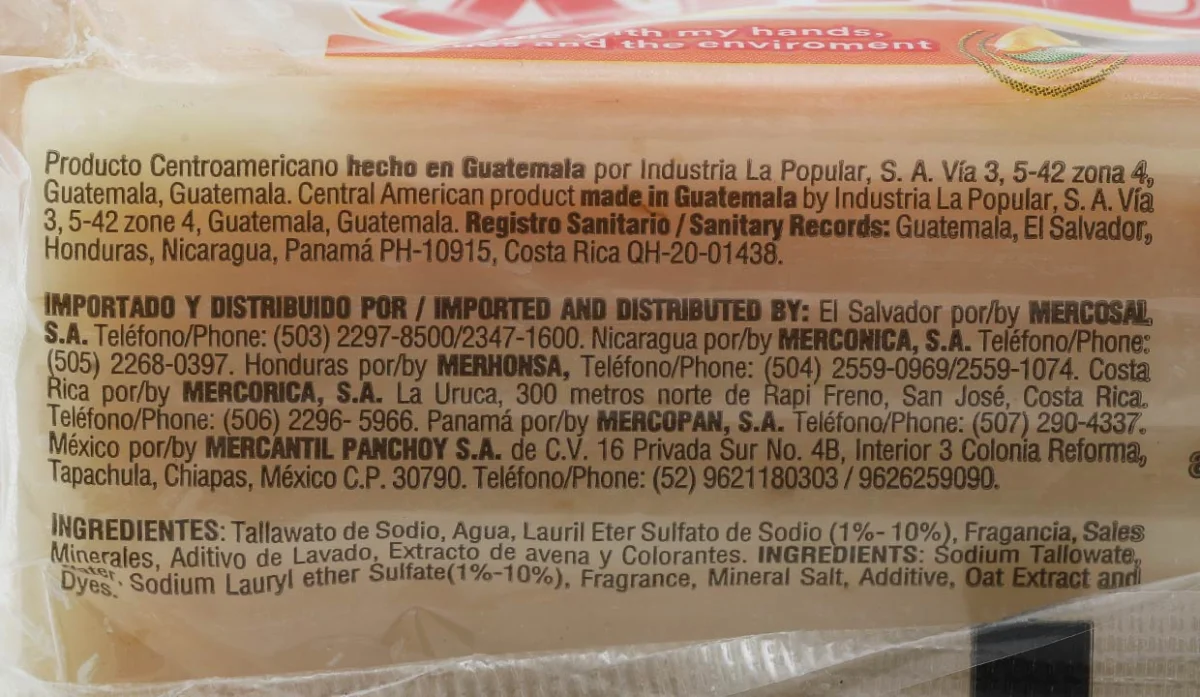 with my hands,
and the enviroment
Producto Centroamericano hecho en Guatemala por Industria La Popular, S. A. Vía 3, 5-42 zona 4,
Guatemala, Guatemala. Central American product made in Guatemala by Industria La Popular, S. A. Vía
3, 5-42 zone 4, Guatemala, Guatemala. Registro Sanitario / Sanitary Records: Guatemala, El Salvador,
Honduras, Nicaragua, Panamá PH-10915, Costa Rica QH-20-01438.
IMPORTADO Y DISTRIBUIDO POR / IMPORTED AND DISTRIBUTED BY: El Salvador por/by MERCOSAL
S.A. Teléfono/Phone: (503) 2297-8500/2347-1600. Nicaragua por/by MERCONICA, S.A. Teléfono/Phone:
(505) 2268-0397. Honduras por/by MERHONSA, Teléfono/Phone: (504) 2559-0969/2559-1074. Costa
Rica por/by MERCORICA, S.A. La Uruca, 300 metros norte de Rapi Freno, San José, Costa Rica.
Teléfono/Phone: (506) 2296- 5966. Panamá por/by MERCOPAN, S.A. Teléfono/Phone: (507) 290-4337.
México por/by MERCANTIL PANCHOY S.A. de C.V. 16 Privada Sur No. 4B, Interior 3 Colonia Reforma,
Tapachula, Chiapas, México C.P. 30790. Teléfono/Phone: (52) 9621180303 / 9626259090.
INGREDIENTES: Tallawato de Sodio, Agua, Lauril Eter Sulfato de Sodio (1%- 10%), Fragancia, Sales
Minerales, Aditivo de Lavado, Extracto de avena y Colorantes. INGREDIENTS: Sodium Tallowate,
Water, Sodium Lauryl ether Sulfate(1%-10%), Fragrance, Mineral Salt, Additive, Oat Extract and
Dyes.